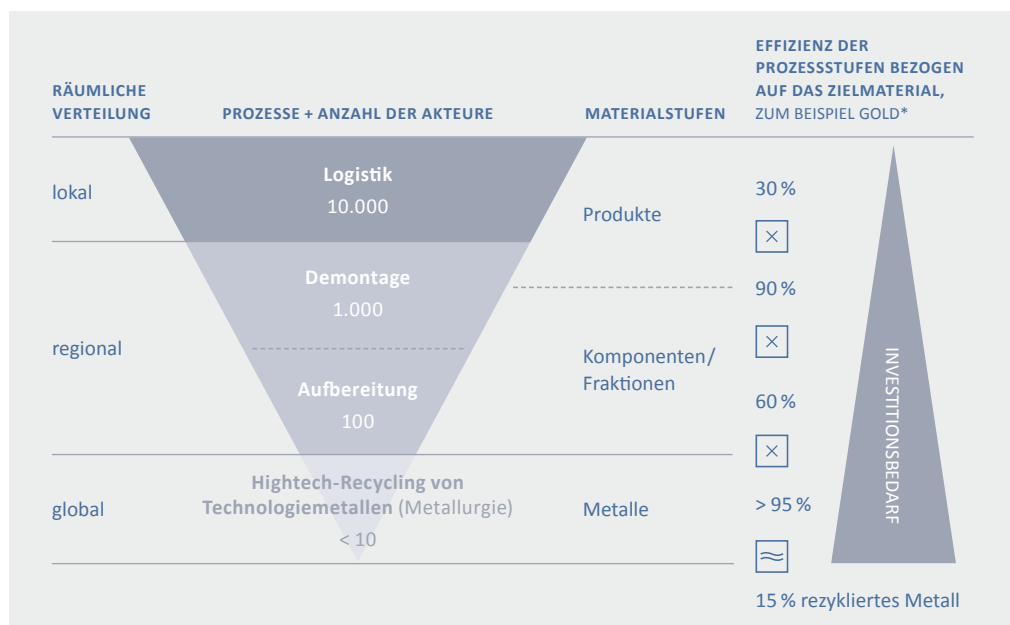 RÄUMLICHE
VERTEILUNG
PROZESSE + ANZAHL DER AKTEURE
MATERIALSTUFEN
EFFIZIENZ DER
PROZESSSTUFEN BEZOGEN
AUF DAS ZIELMATERIAL,
ZUM BEISPIEL GOLD*
lokal
Logistik
10.000
Produkte
30 %
×
regional
Demontage
1.000
90 %
×
Aufbereitung
100
Komponenten/
Fraktionen
60 %
×
global
Hightech-Recycling von
Technologiemetallen (Metallurgie)
< 10
Metalle
> 95 %
≈
15 % rezykliertes Metall
INVESTITIONSBEDARF